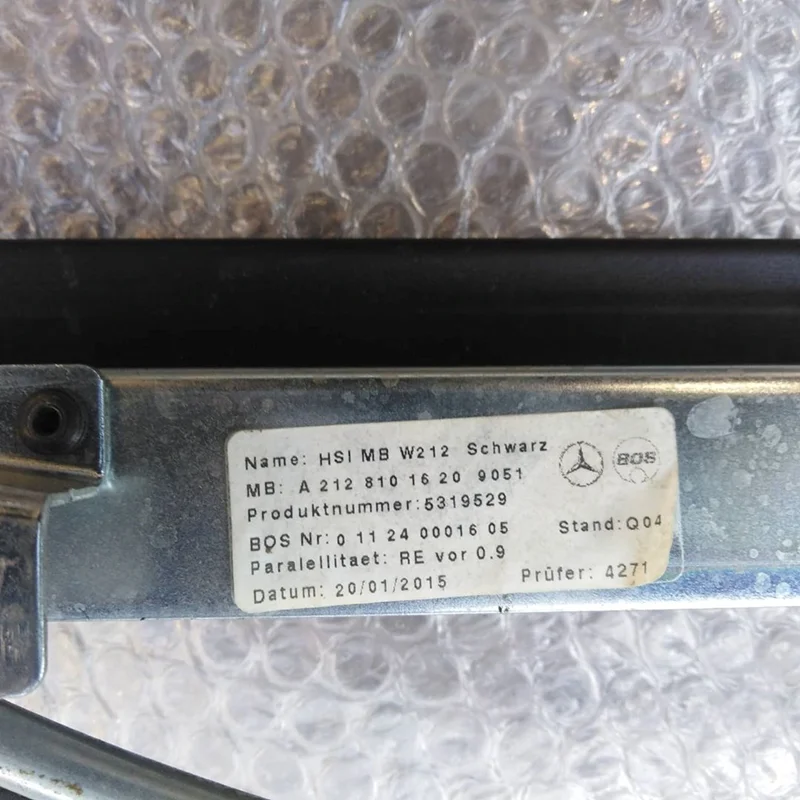 Name: HSI MB W212 Schwarz
MB: A 212 810 16 20 9051
BOS
Produktnummer:5319529
BOS Nr: 0 11 24 00016 05 Stand:Q04
Paralellitaet: RE vor 0.9
Datum: 20/01/2015 Prüfer: 4271